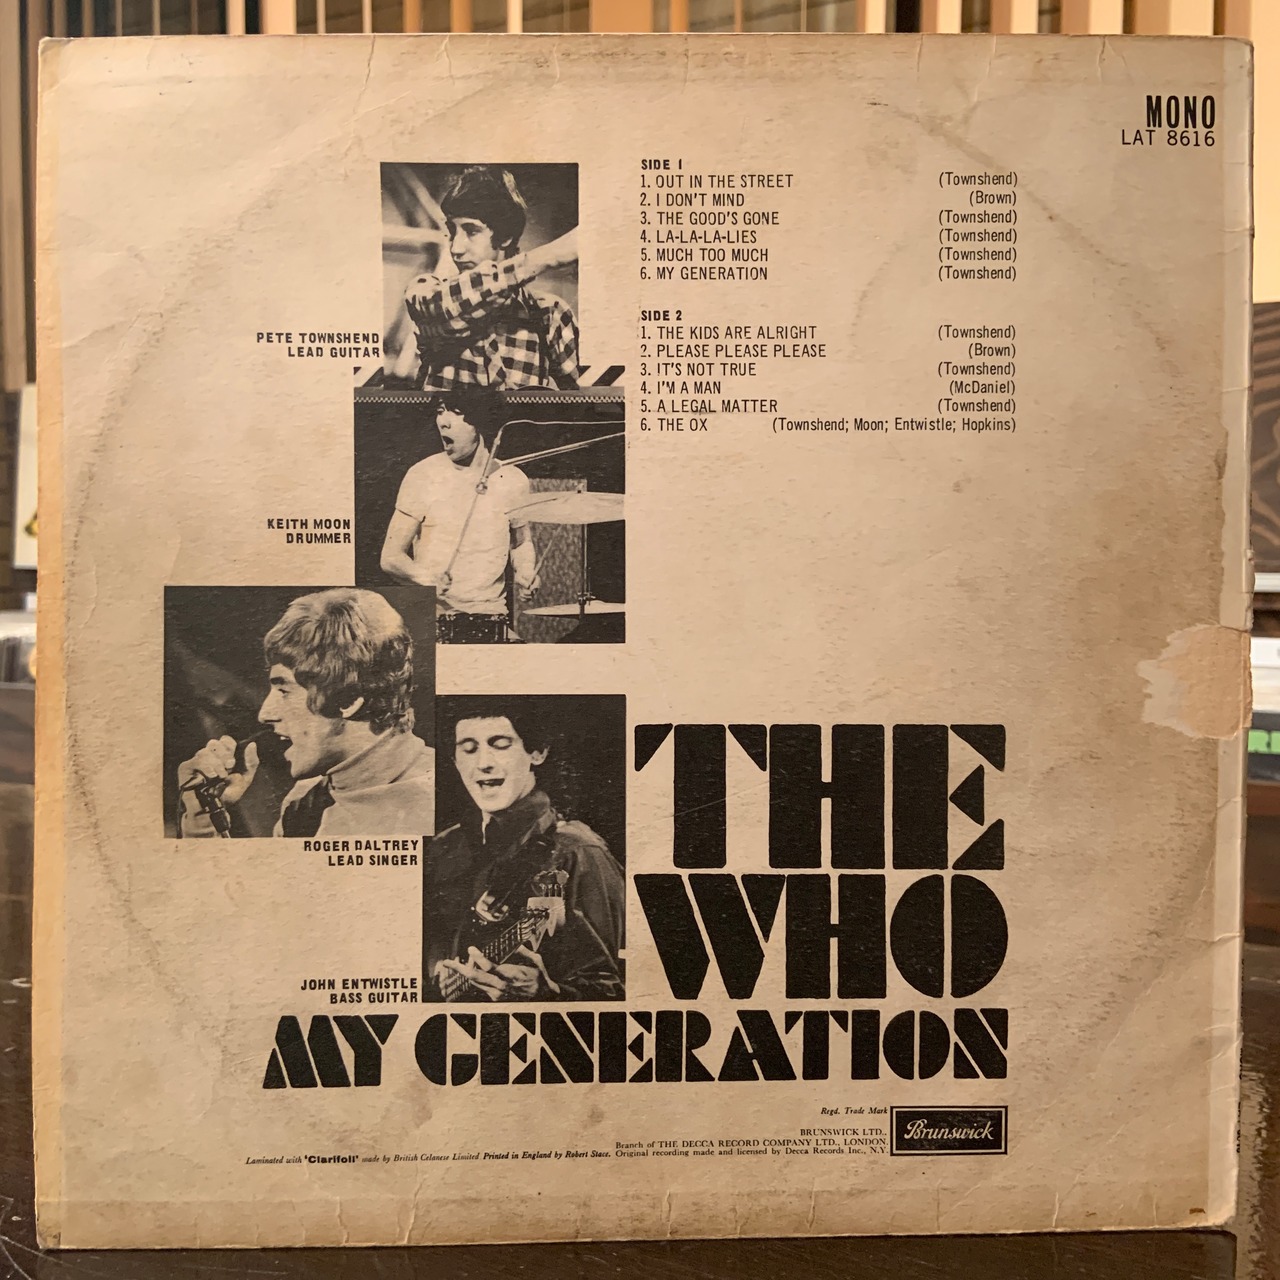 MONO
LAT 8616
SIDE 1
1. OUT IN THE STREET (Townshend)
2. I DON'T MIND (Brown)
3. THE GOOD'S GONE (Townshend)
4. LA-LA-LA-LIES (Townshend)
5. MUCH TOO MUCH (Townshend)
6. MY GENERATION (Townshend)
SIDE 2
1. THE KIDS ARE ALRIGHT (Townshend)
2. PLEASE PLEASE PLEASE (Brown)
3. IT'S NOT TRUE (Townshend)
4. I'M A MAN (McDaniel)
5. A LEGAL MATTER (Townshend)
6. THE OX (Townshend; Moon; Entwistle; Hopkins)
PETE TOWNSHEND
LEAD GUITAR
KEITH MOON
DRUMMER
ROGER DALTREY
LEAD SINGER
JOHN ENTWISTLE
BASS GUITAR
THE
WHO
MY GENERATION
Regd. Trade Mark
Brunswick
BRUNSWICK LTD.,
Branch of THE DECCA RECORD COMPANY LTD., LONDON.
Laminated with 'Clarifoil' made by British Celanese Limited Printed in England by Robert Stace. Original recording made and licensed by Decca Records Inc., N.Y.